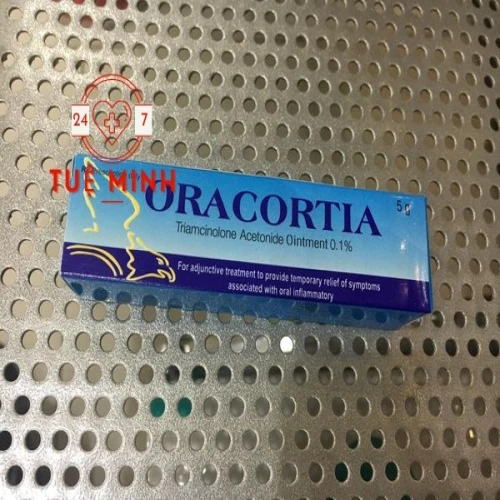 24 7
TUỆ MINH
ORACORTIA
5 g
Triamcinolone Acetonide Ointment 0.1%
For adjunctive treatment to provide temporary relief of symptoms
associated with oral inflammatory